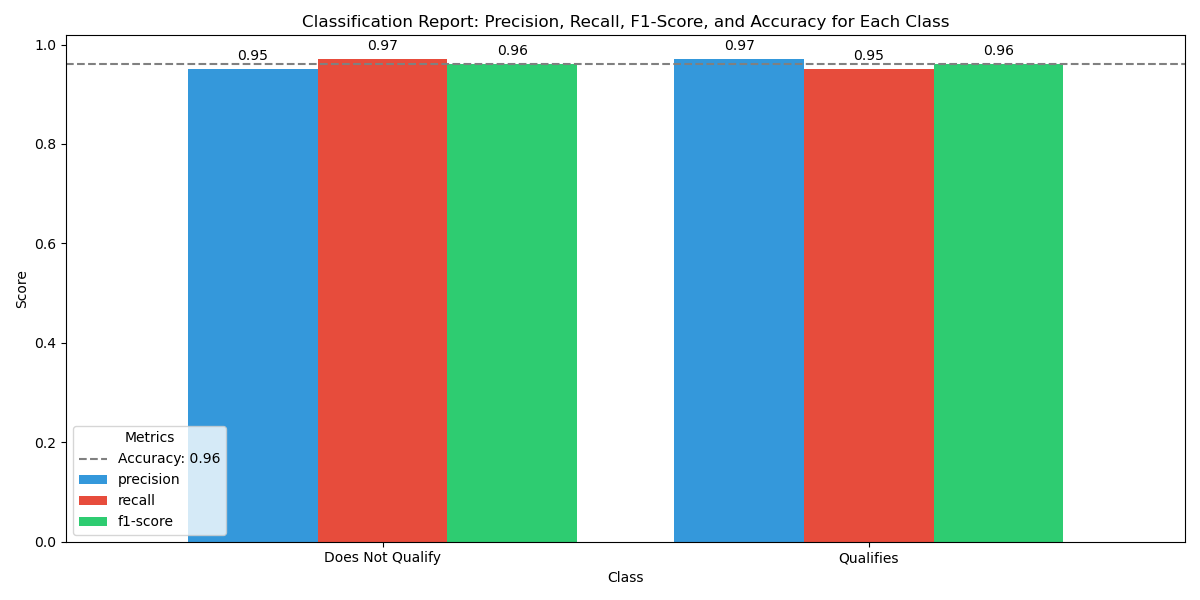 Classification Report: Precision, Recall, F1-Score, and Accuracy for Each Class
Score
1.0
0.8
0.6
0.4
0.2
0.0
0.95
0.97
0.96
0.97
0.95
0.96
Metrics
Accuracy: 0.96
precision
recall
f1-score
Does Not Qualify
Qualifies
Class